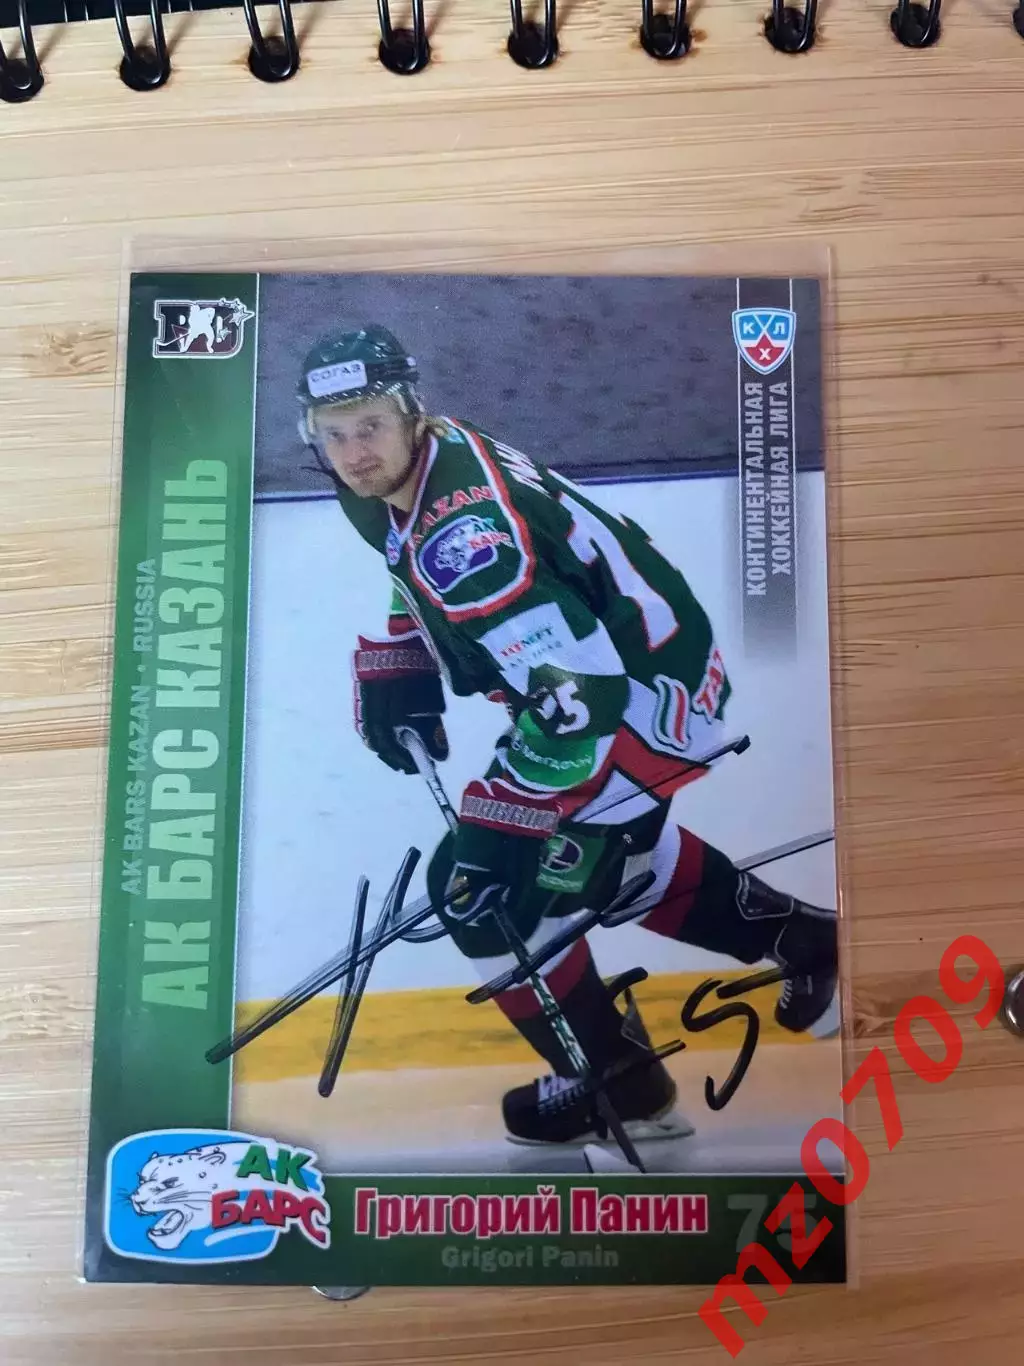 КХЛ
КОНТИНЕНТАЛЬНАЯ
ХОККЕЙНАЯ ЛИГА
AK BARS KAZAN • RUSSIA
АК БАРС КАЗАНЬ
СОГАЗ
KAZAN
АК
БАРС
75
АК
БАРС
Григорий Панин
Grigori Panin
75
mz0709